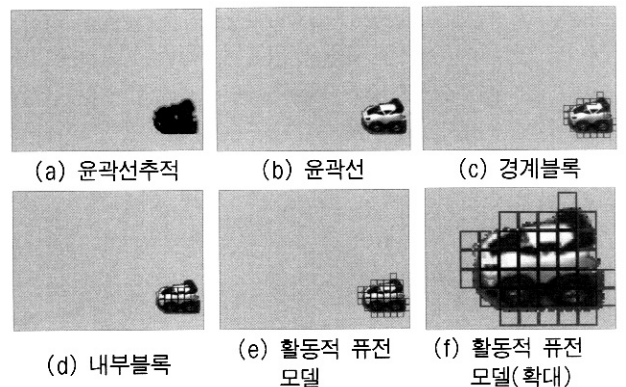 (a) 윤곽선추적
(b) 윤곽선
(c) 경계블록
(d) 내부블록
(e) 활동적 퓨전
모델
(f) 활동적 퓨전
모델(확대)